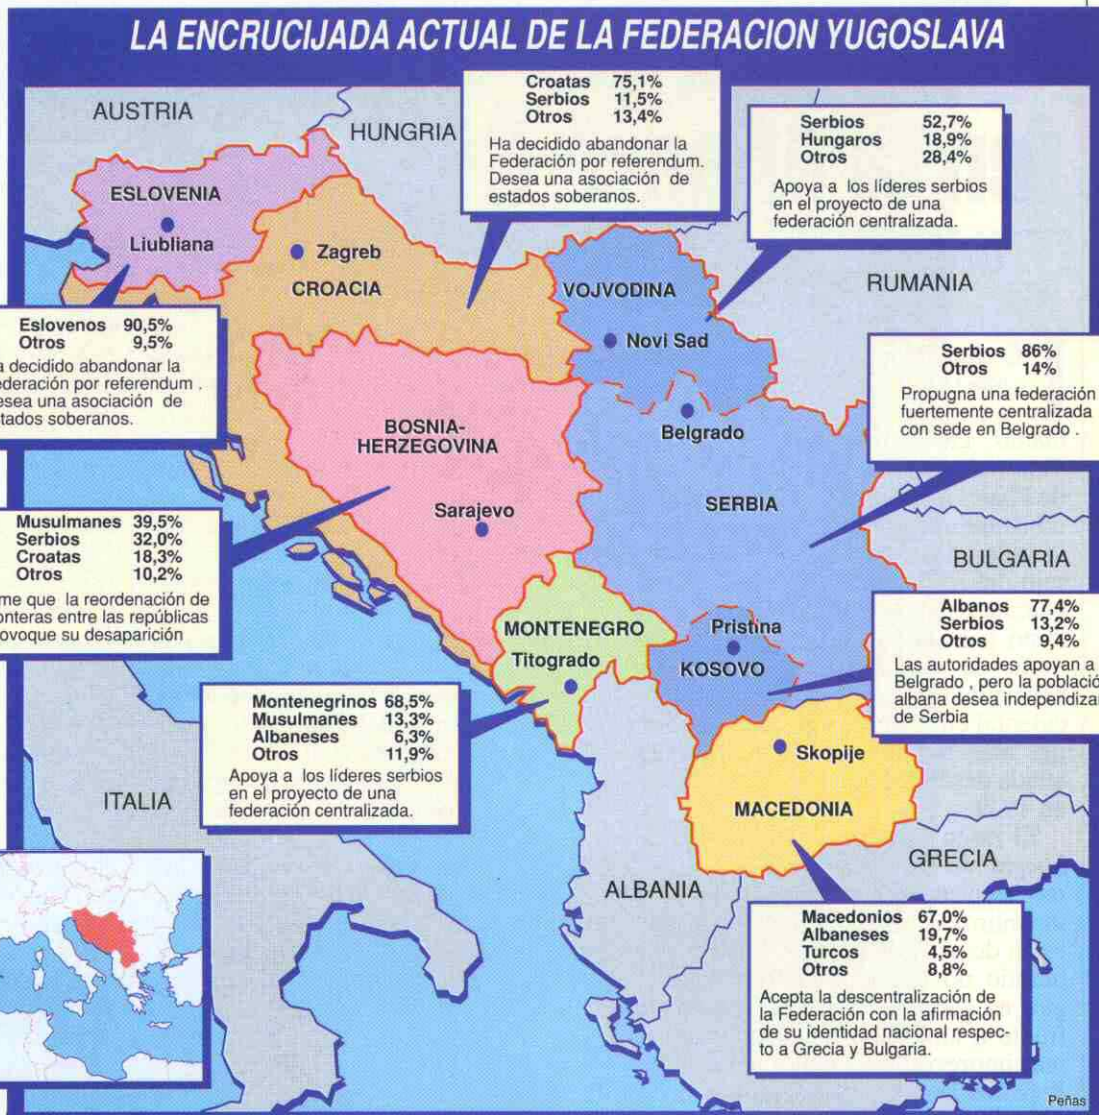 LA ENCRUCIJADA ACTUAL DE LA FEDERACION YUGOSLAVA
AUSTRIA
HUNGRIA
Croatas 75,1%
Serbios 11,5%
Otros 13,4%
Ha decidido abandonar la
Federación por referendum.
Desea una asociación de
estados soberanos.
Serbios 52,7%
Hungaros 18,9%
Otros 28,4%
Apoya a los líderes serbios
en el proyecto de una
federación centralizada.
ESLOVENIA
Liubliana
Zagreb
CROACIA
VOJVODINA
Novi Sad
RUMANIA
Eslovenos 90,5%
Otros 9,5%
a decidido abandonar la
ederación por referendum .
esea una asociación de
stados soberanos.
Serbios 86%
Otros 14%
Propugna una federación
fuertemente centralizada
con sede en Belgrado .
BOSNIA-
HERZEGOVINA
Sarajevo
Belgrado
SERBIA
BULGARIA
Musulmanes 39,5%
Serbios 32,0%
Croatas 18,3%
Otros 10,2%
me que la reordenación de
onteras entre las repúblicas
ovoque su desaparición
MONTENEGRO
Titogrado
Pristina
KOSOVO
Albanos 77,4%
Serbios 13,2%
Otros 9,4%
Las autoridades apoyan a
Belgrado , pero la població
albana desea independizar
de Serbia
Montenegrinos 68,5%
Musulmanes 13,3%
Albaneses 6,3%
Otros 11,9%
Apoya a los líderes serbios
en el proyecto de una
federación centralizada.
Skopije
MACEDONIA
ITALIA
ALBANIA
GRECIA
Macedonios 67,0%
Albaneses 19,7%
Turcos 4,5%
Otros 8,8%
Acepta la descentralización de
la Federación con la afirmación
de su identidad nacional respec-
to a Grecia y Bulgaria.
Peñas